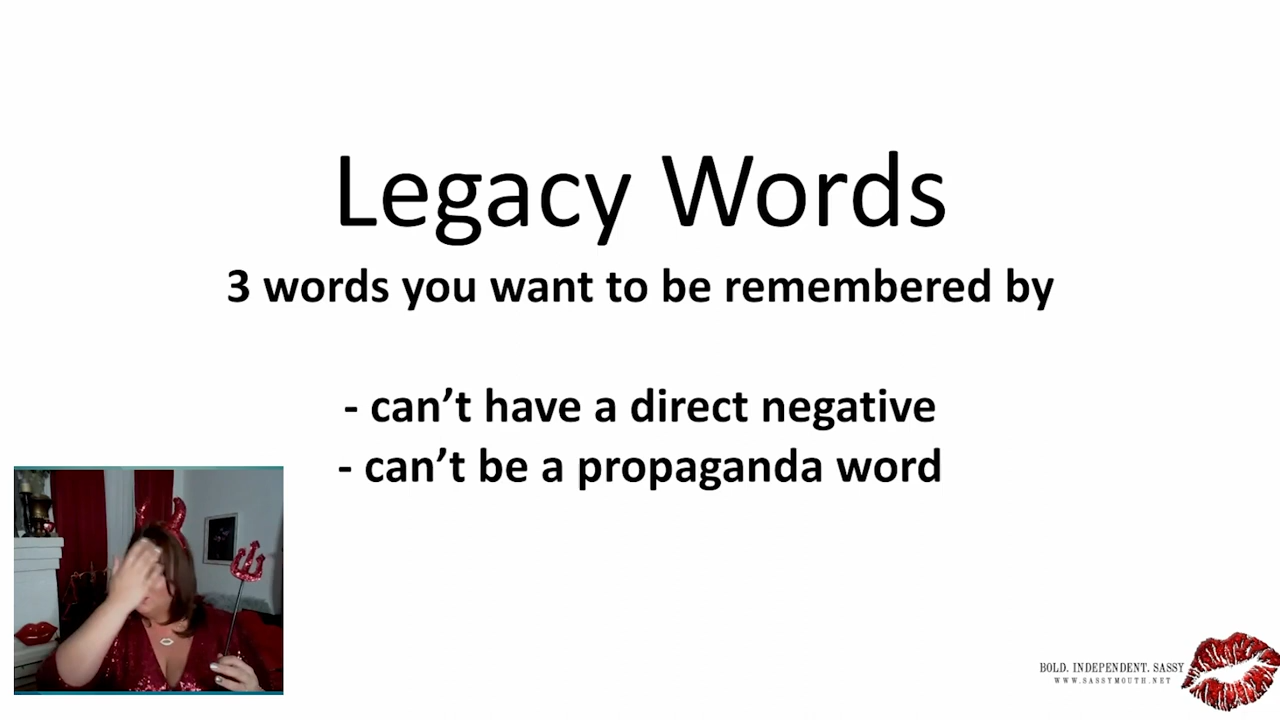 Legacy Words
3 words you want to be remembered by
- can’t have a direct negative
- can’t be a propaganda word
BOLD. INDEPENDENT. SASSY
WWW.SASSYMOUTH.NET